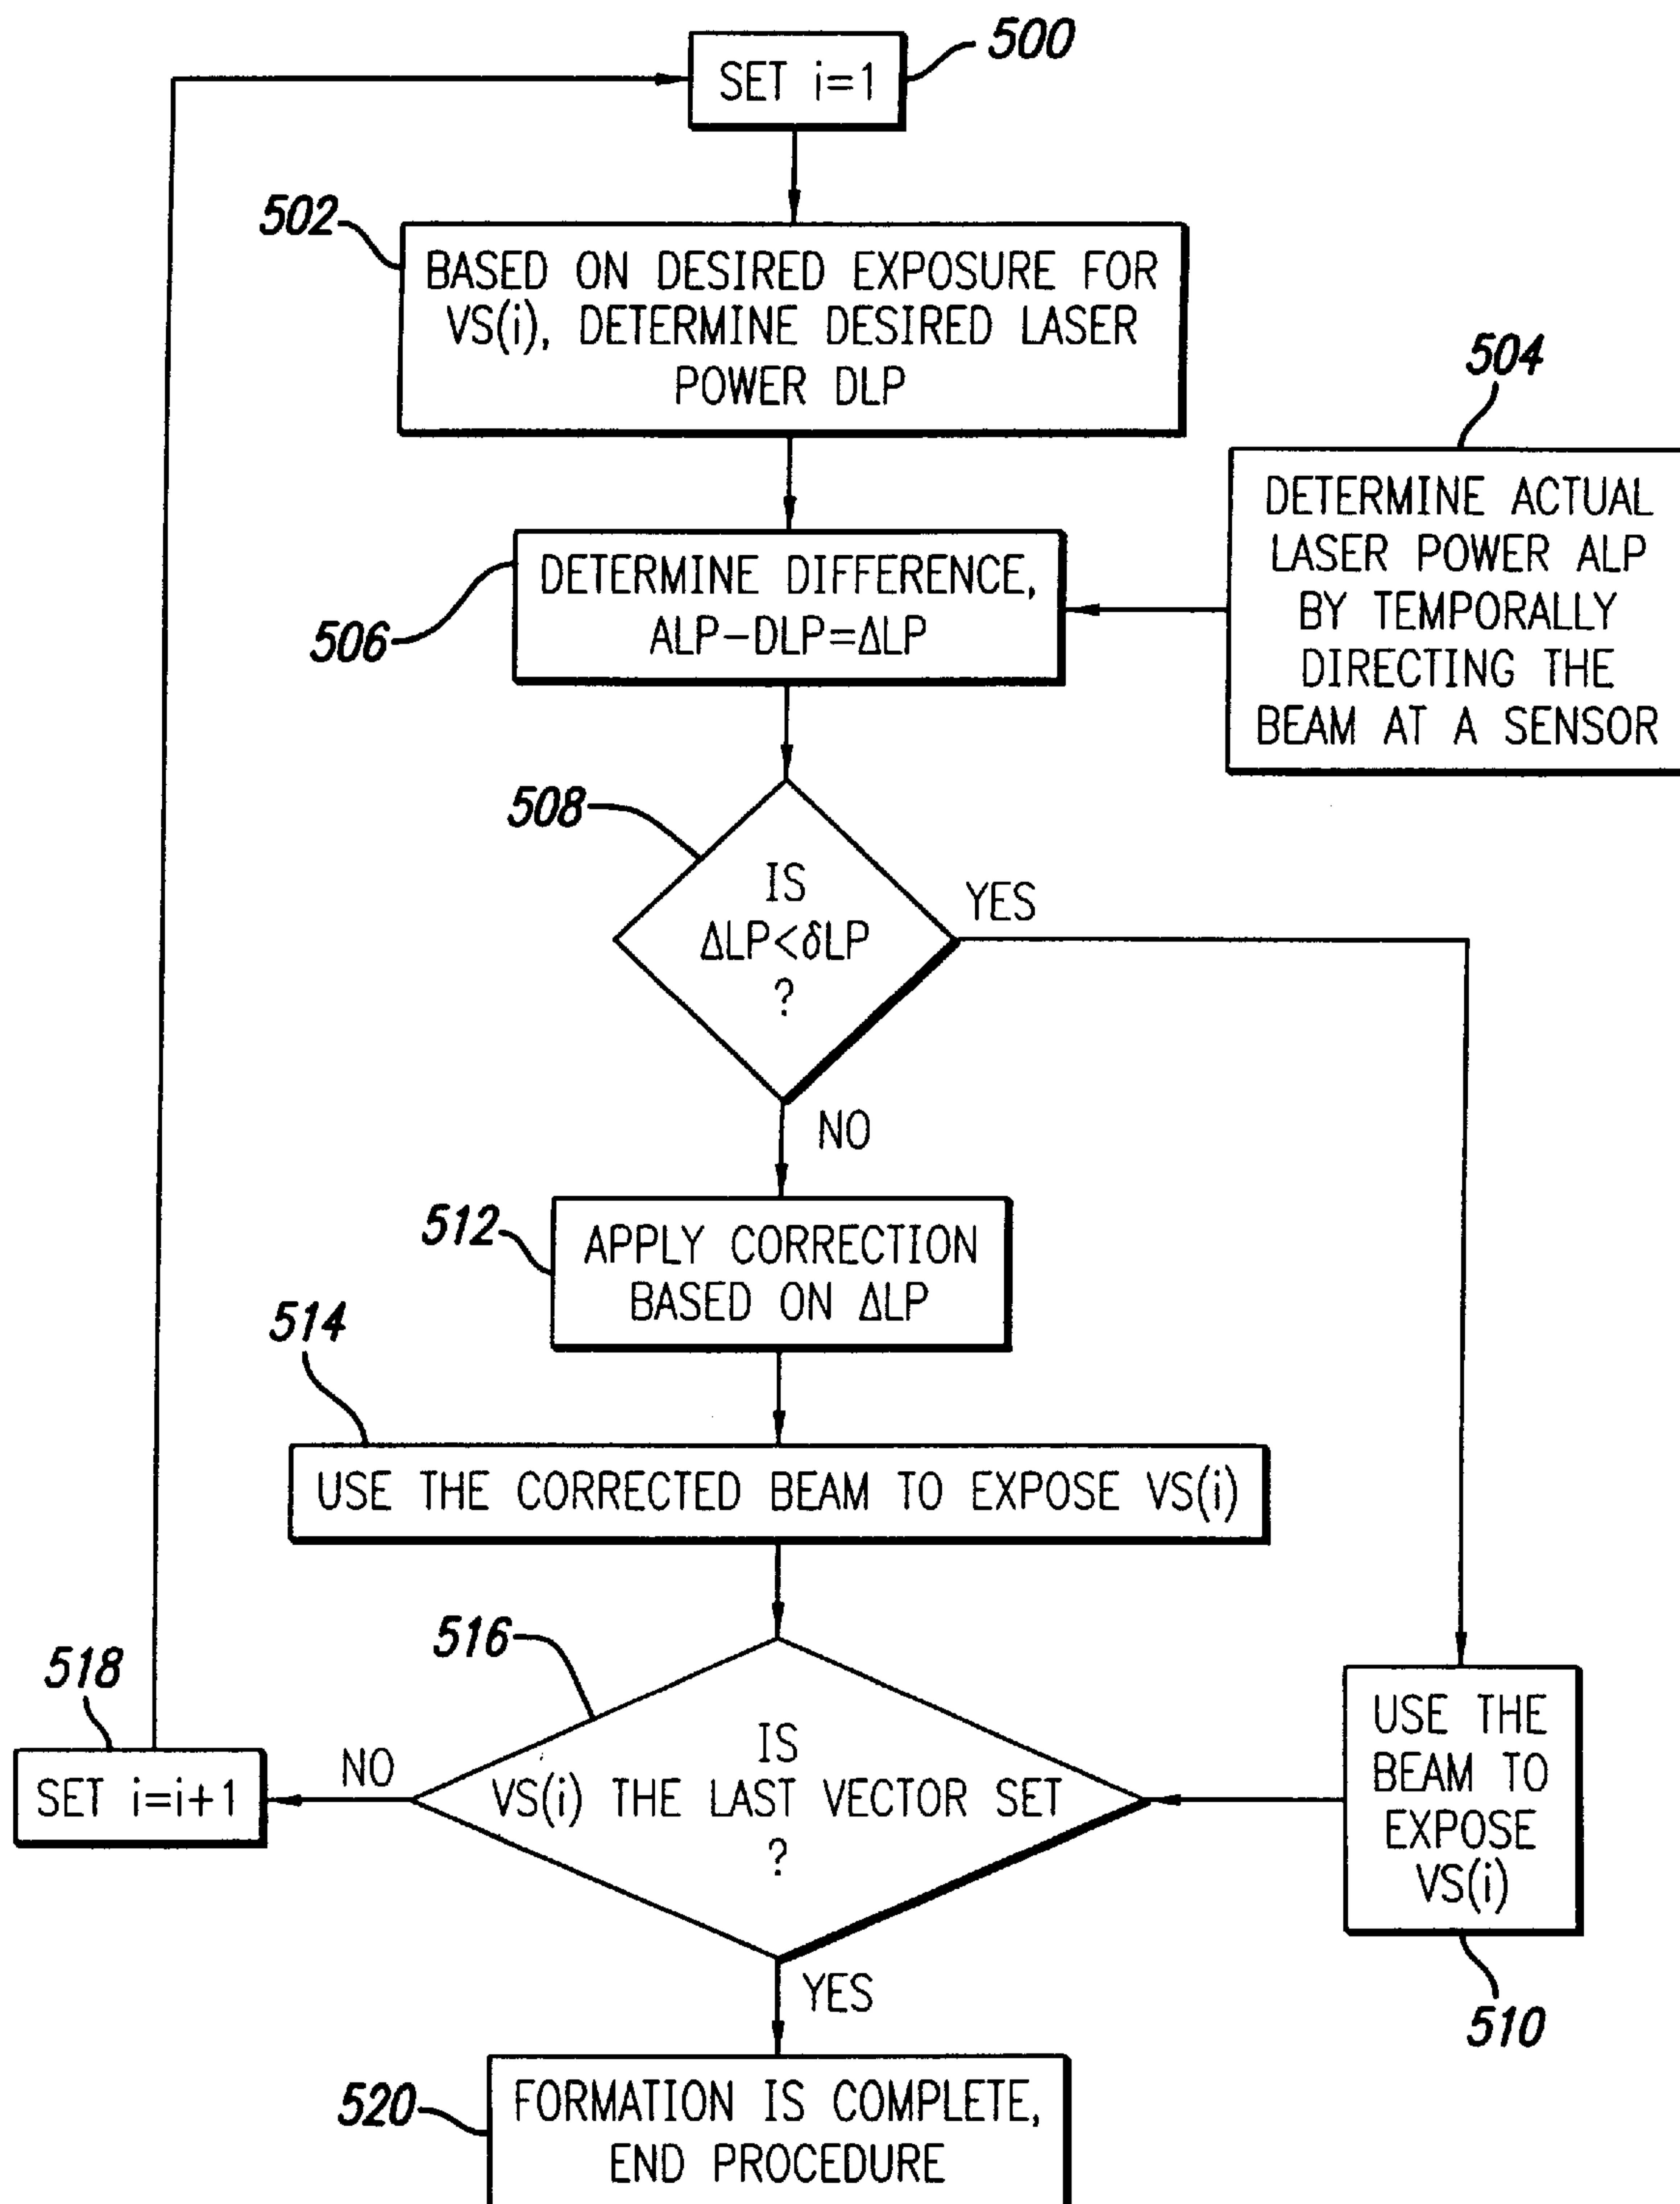 500
SET i=1
502
BASED ON DESIRED EXPOSURE FOR
VS(i), DETERMINE DESIRED LASER
POWER DLP
504
DETERMINE ACTUAL
LASER POWER ALP
BY TEMPORALLY
DIRECTING THE
BEAM AT A SENSOR
506
DETERMINE DIFFERENCE,
ALP-DLP=ΔLP
508
IS
ΔLP<δLP
?
YES
NO
512
APPLY CORRECTION
BASED ON ΔLP
514
USE THE CORRECTED BEAM TO EXPOSE VS(i)
516
IS
VS(i) THE LAST VECTOR SET
?
NO
518
SET i=i+1
USE THE
BEAM TO
EXPOSE
VS(i)
510
YES
520
FORMATION IS COMPLETE,
END PROCEDURE